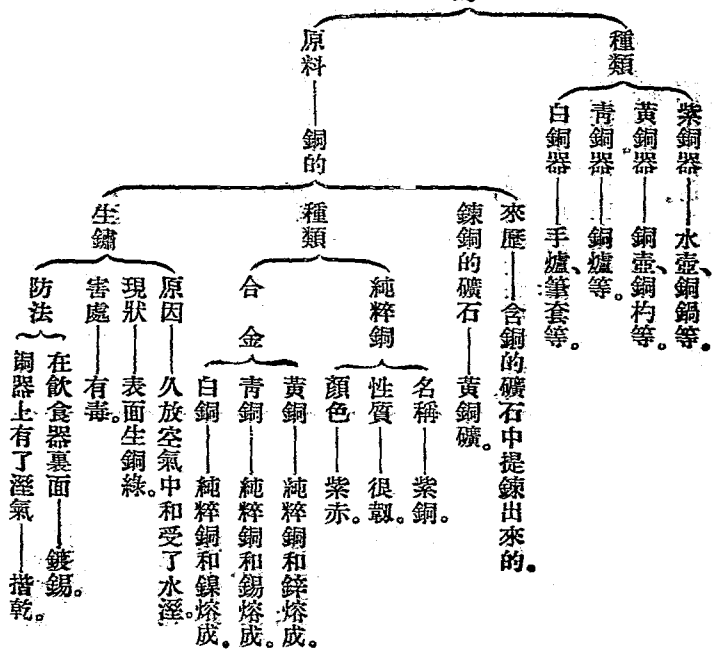 種類
紫銅器——水壺、銅鍋等。
黃銅器——銅壺、銅杓等。
青銅器——銅爐等。
白銅器——手爐、筆套等。
原料——銅的
來歷——含銅的礦石中提鍊出來的。
鍊銅的礦石——黃銅礦。
種類
純粹銅
名稱——紫銅。
性質——很韌。
顏色——紫赤。
合金
黃銅——純粹銅和鋅熔成。
青銅——純粹銅和錫熔成。
白銅——純粹銅和鎳熔成。
生鏽
原因——久放空氣中和受了水溼。
現狀——表面生銅綠。
害處——有毒。
防法
在飲食器裏面——鍍錫。
銅器上有了溼氣——揩乾。